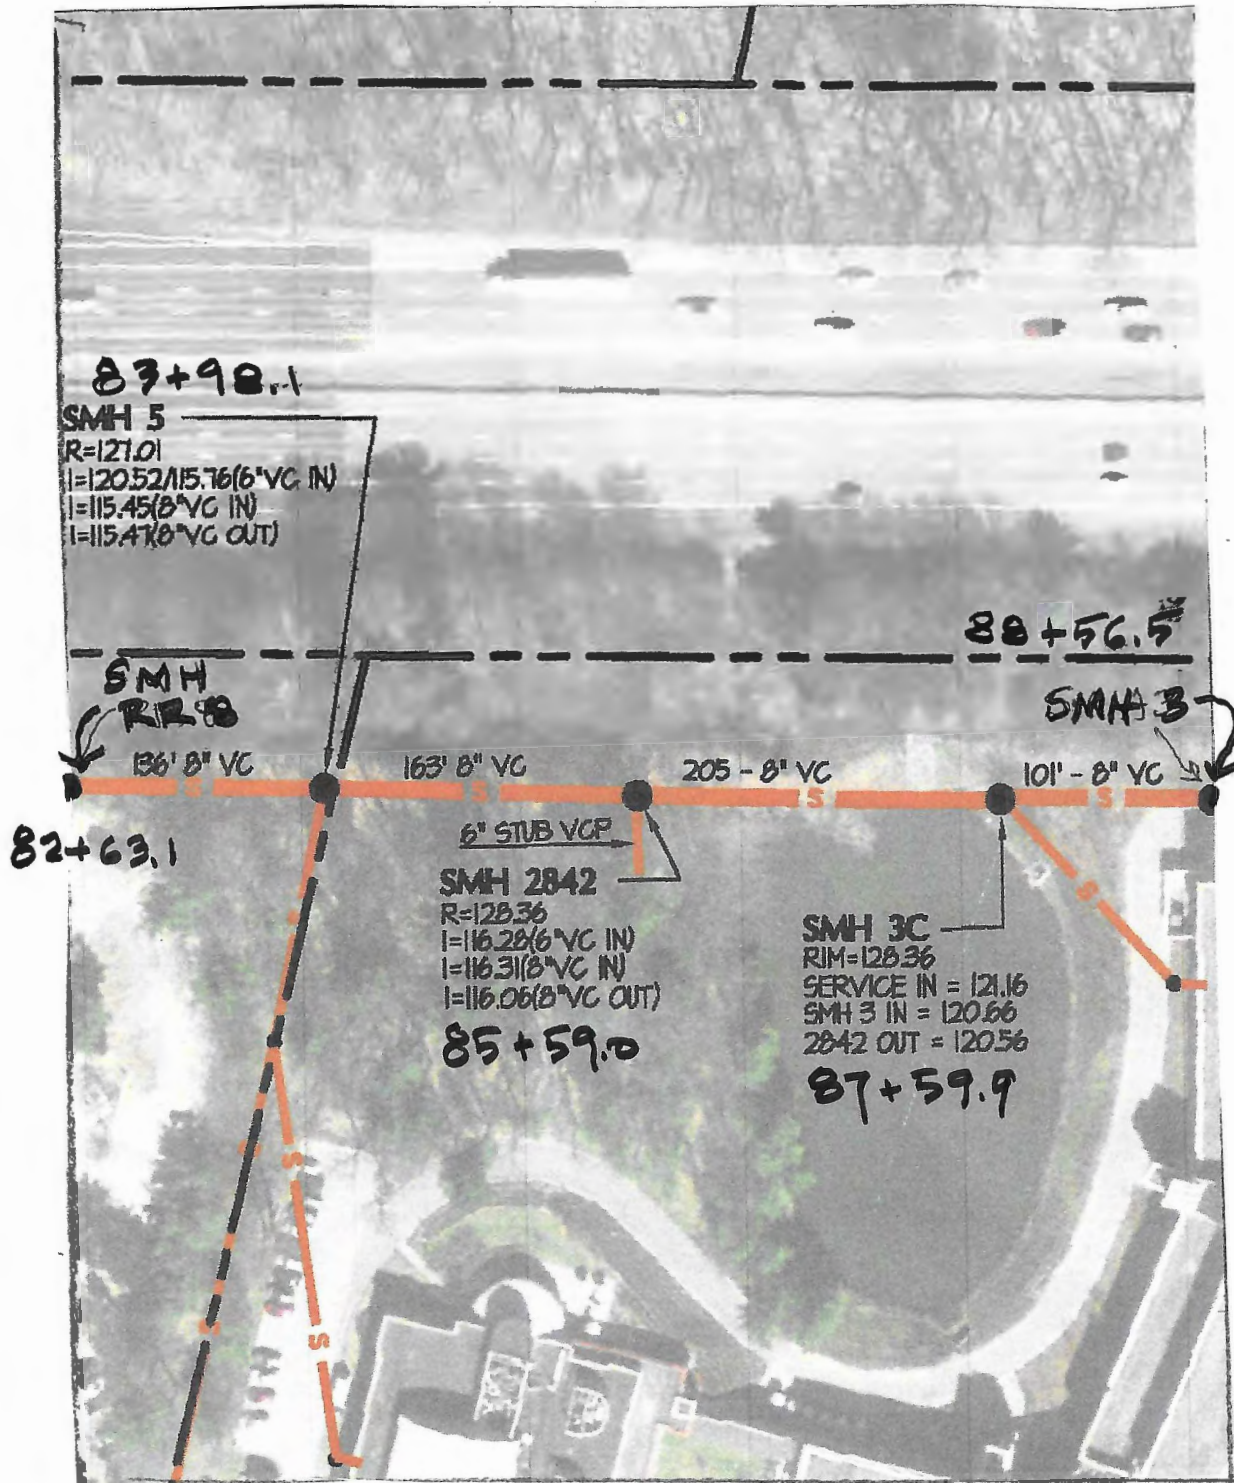 83+98.1
SMH 5
R=127.01
I=120.52/115.76(6"VC IN)
I=115.45(8"VC IN)
I=115.47(8"VC OUT)
88+56.5
SMH
SMH 3
136' 8" VC
163' 8" VC
205 - 8" VC
101' - 8" VC
S
S
S
S
82+63.1
6" STUB VCP
SMH 2842
R=128.36
I=116.28(6"VC IN)
I=116.31(8"VC IN)
I=116.06(8"VC OUT)
85+59.0
S
SMH 3C
RIM=128.36
SERVICE IN = 121.16
SMH 3 IN = 120.66
2842 OUT = 120.56
87+59.9
S
S
S
S